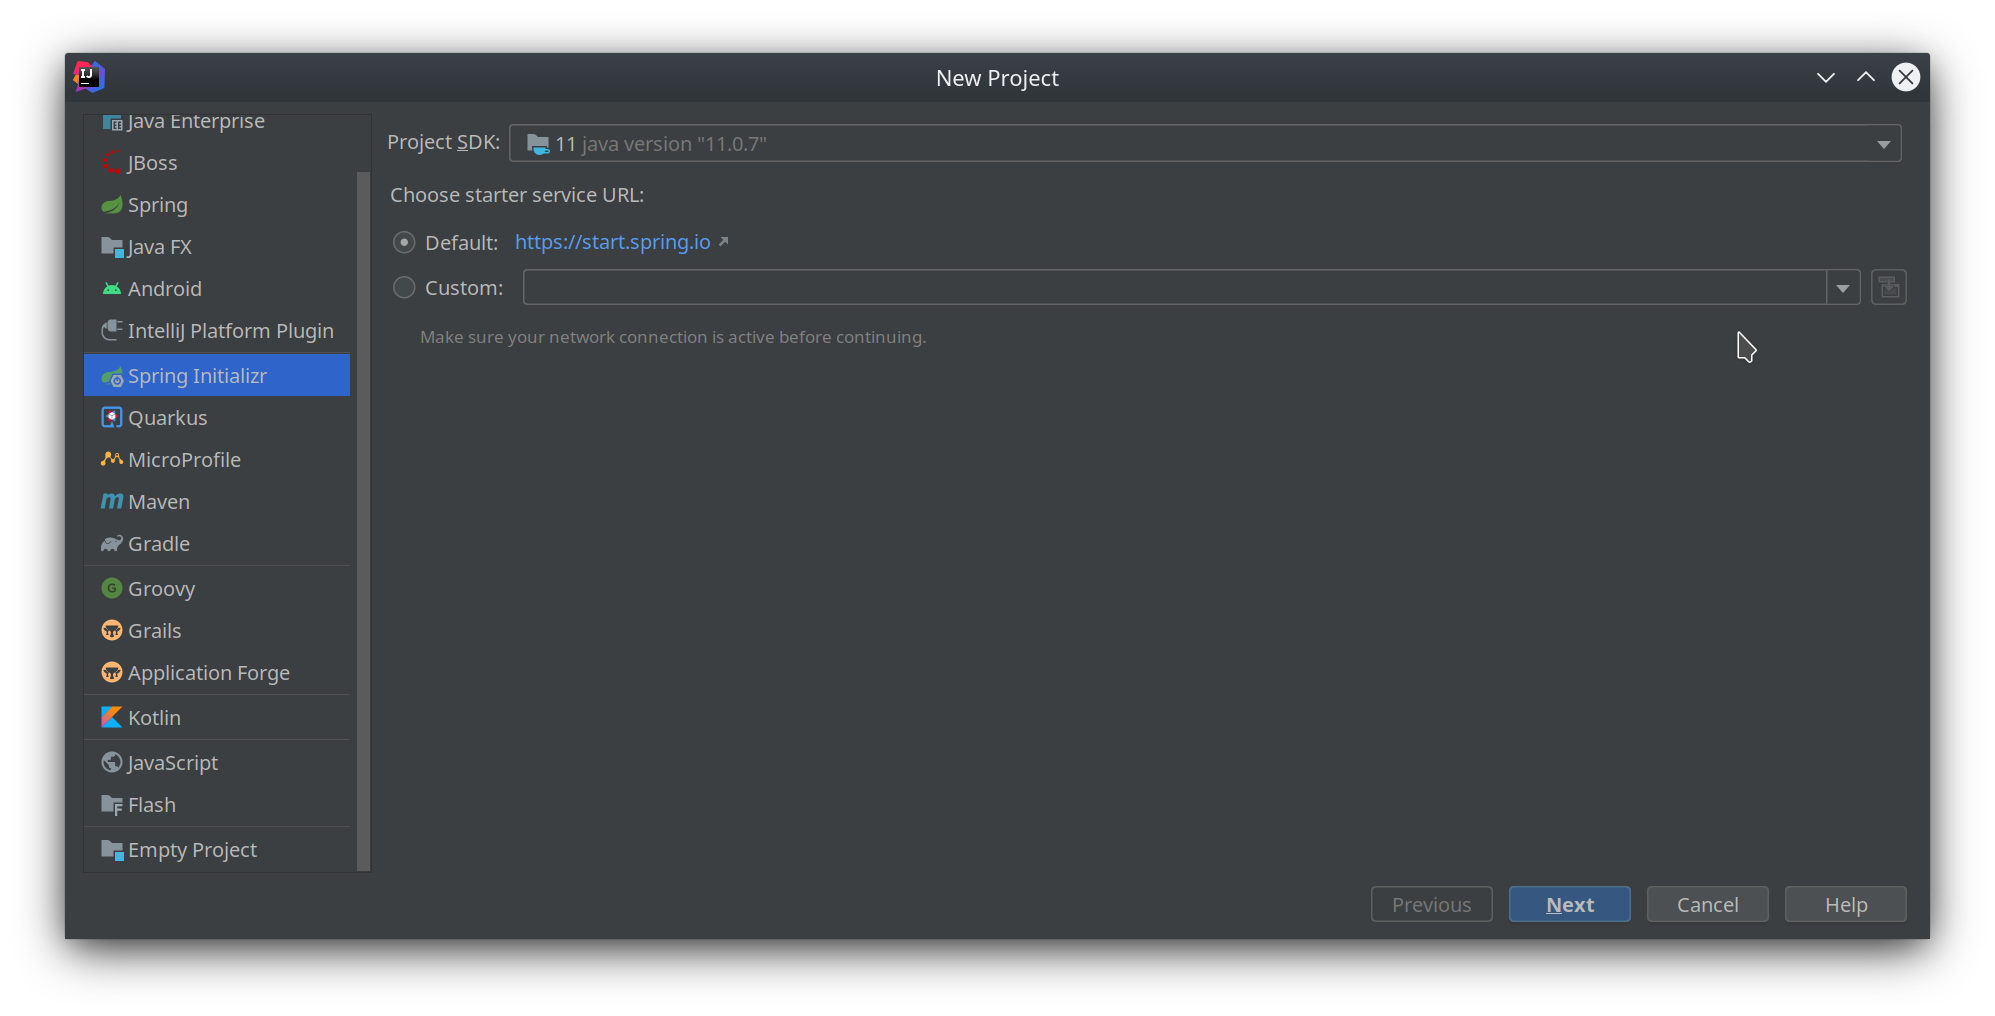 New Project
Java Enterprise
JBoss
Spring
Java FX
Android
IntelliJ Platform Plugin
Spring Initializr
Quarkus
MicroProfile
Maven
Gradle
Groovy
Grails
Application Forge
Kotlin
JavaScript
Flash
Empty Project
Project SDK: 11 java version "11.0.7"
Choose starter service URL:
Default: https://start.spring.io
Custom:
Make sure your network connection is active before continuing.
Previous Next Cancel Help